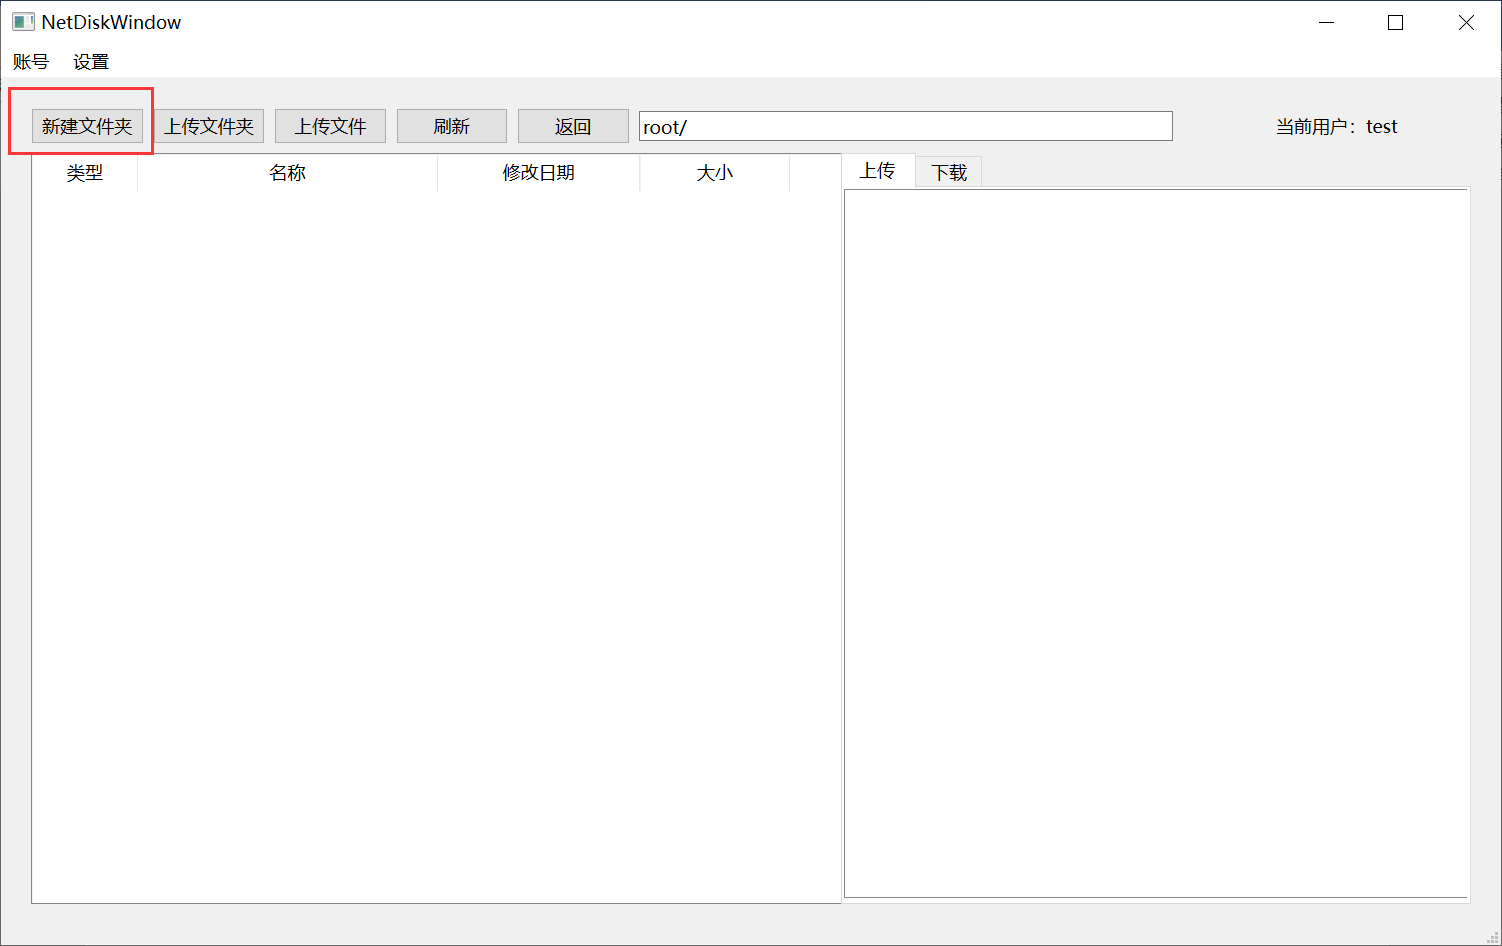 NetDiskWindow
账号 设置
新建文件夹 上传文件夹 上传文件 刷新 返回 root/ 当前用户：test
类型 名称 修改日期 大小 上传 下载